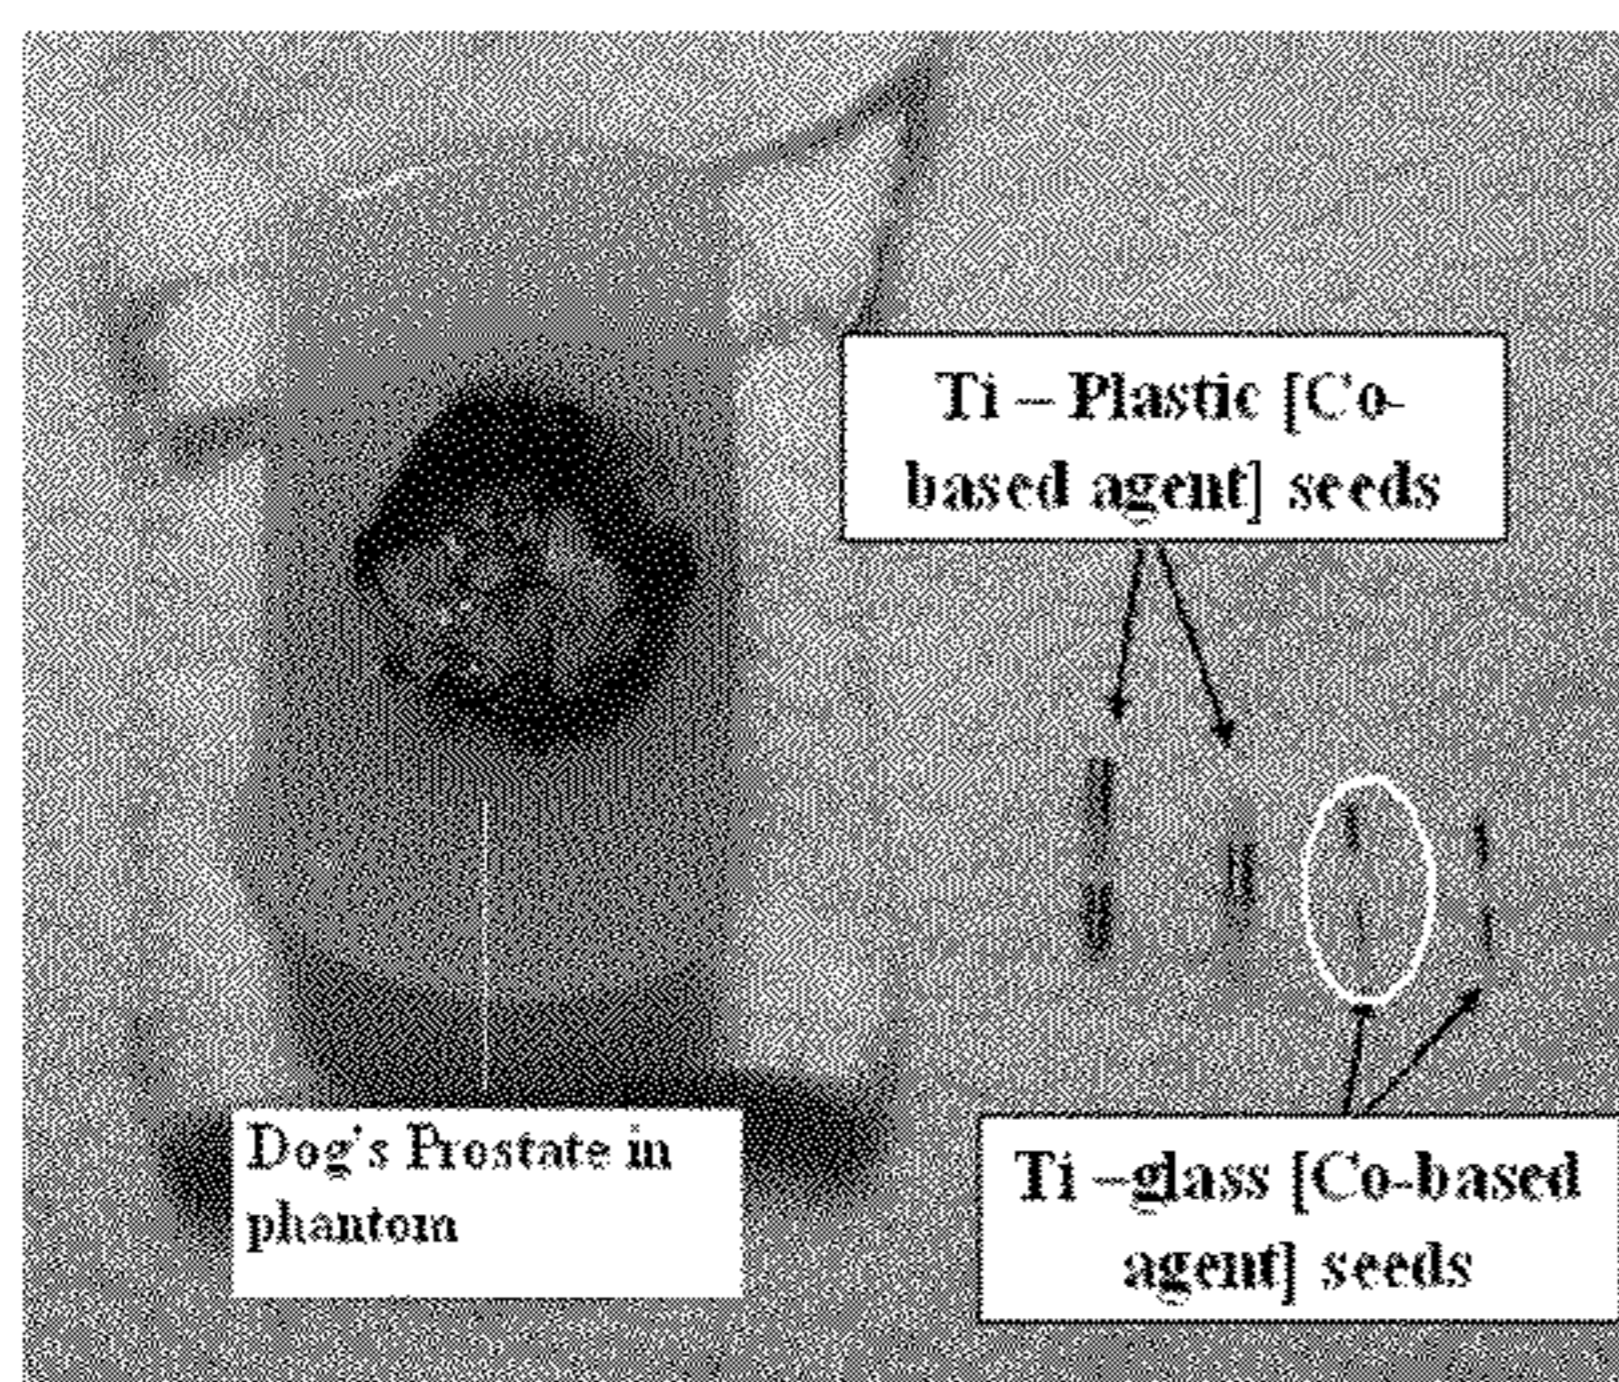 Ti – Plastic [Co-
based agent] seeds
Dog's Prostate in
phantom
Ti –glass [Co-based
agent] seeds